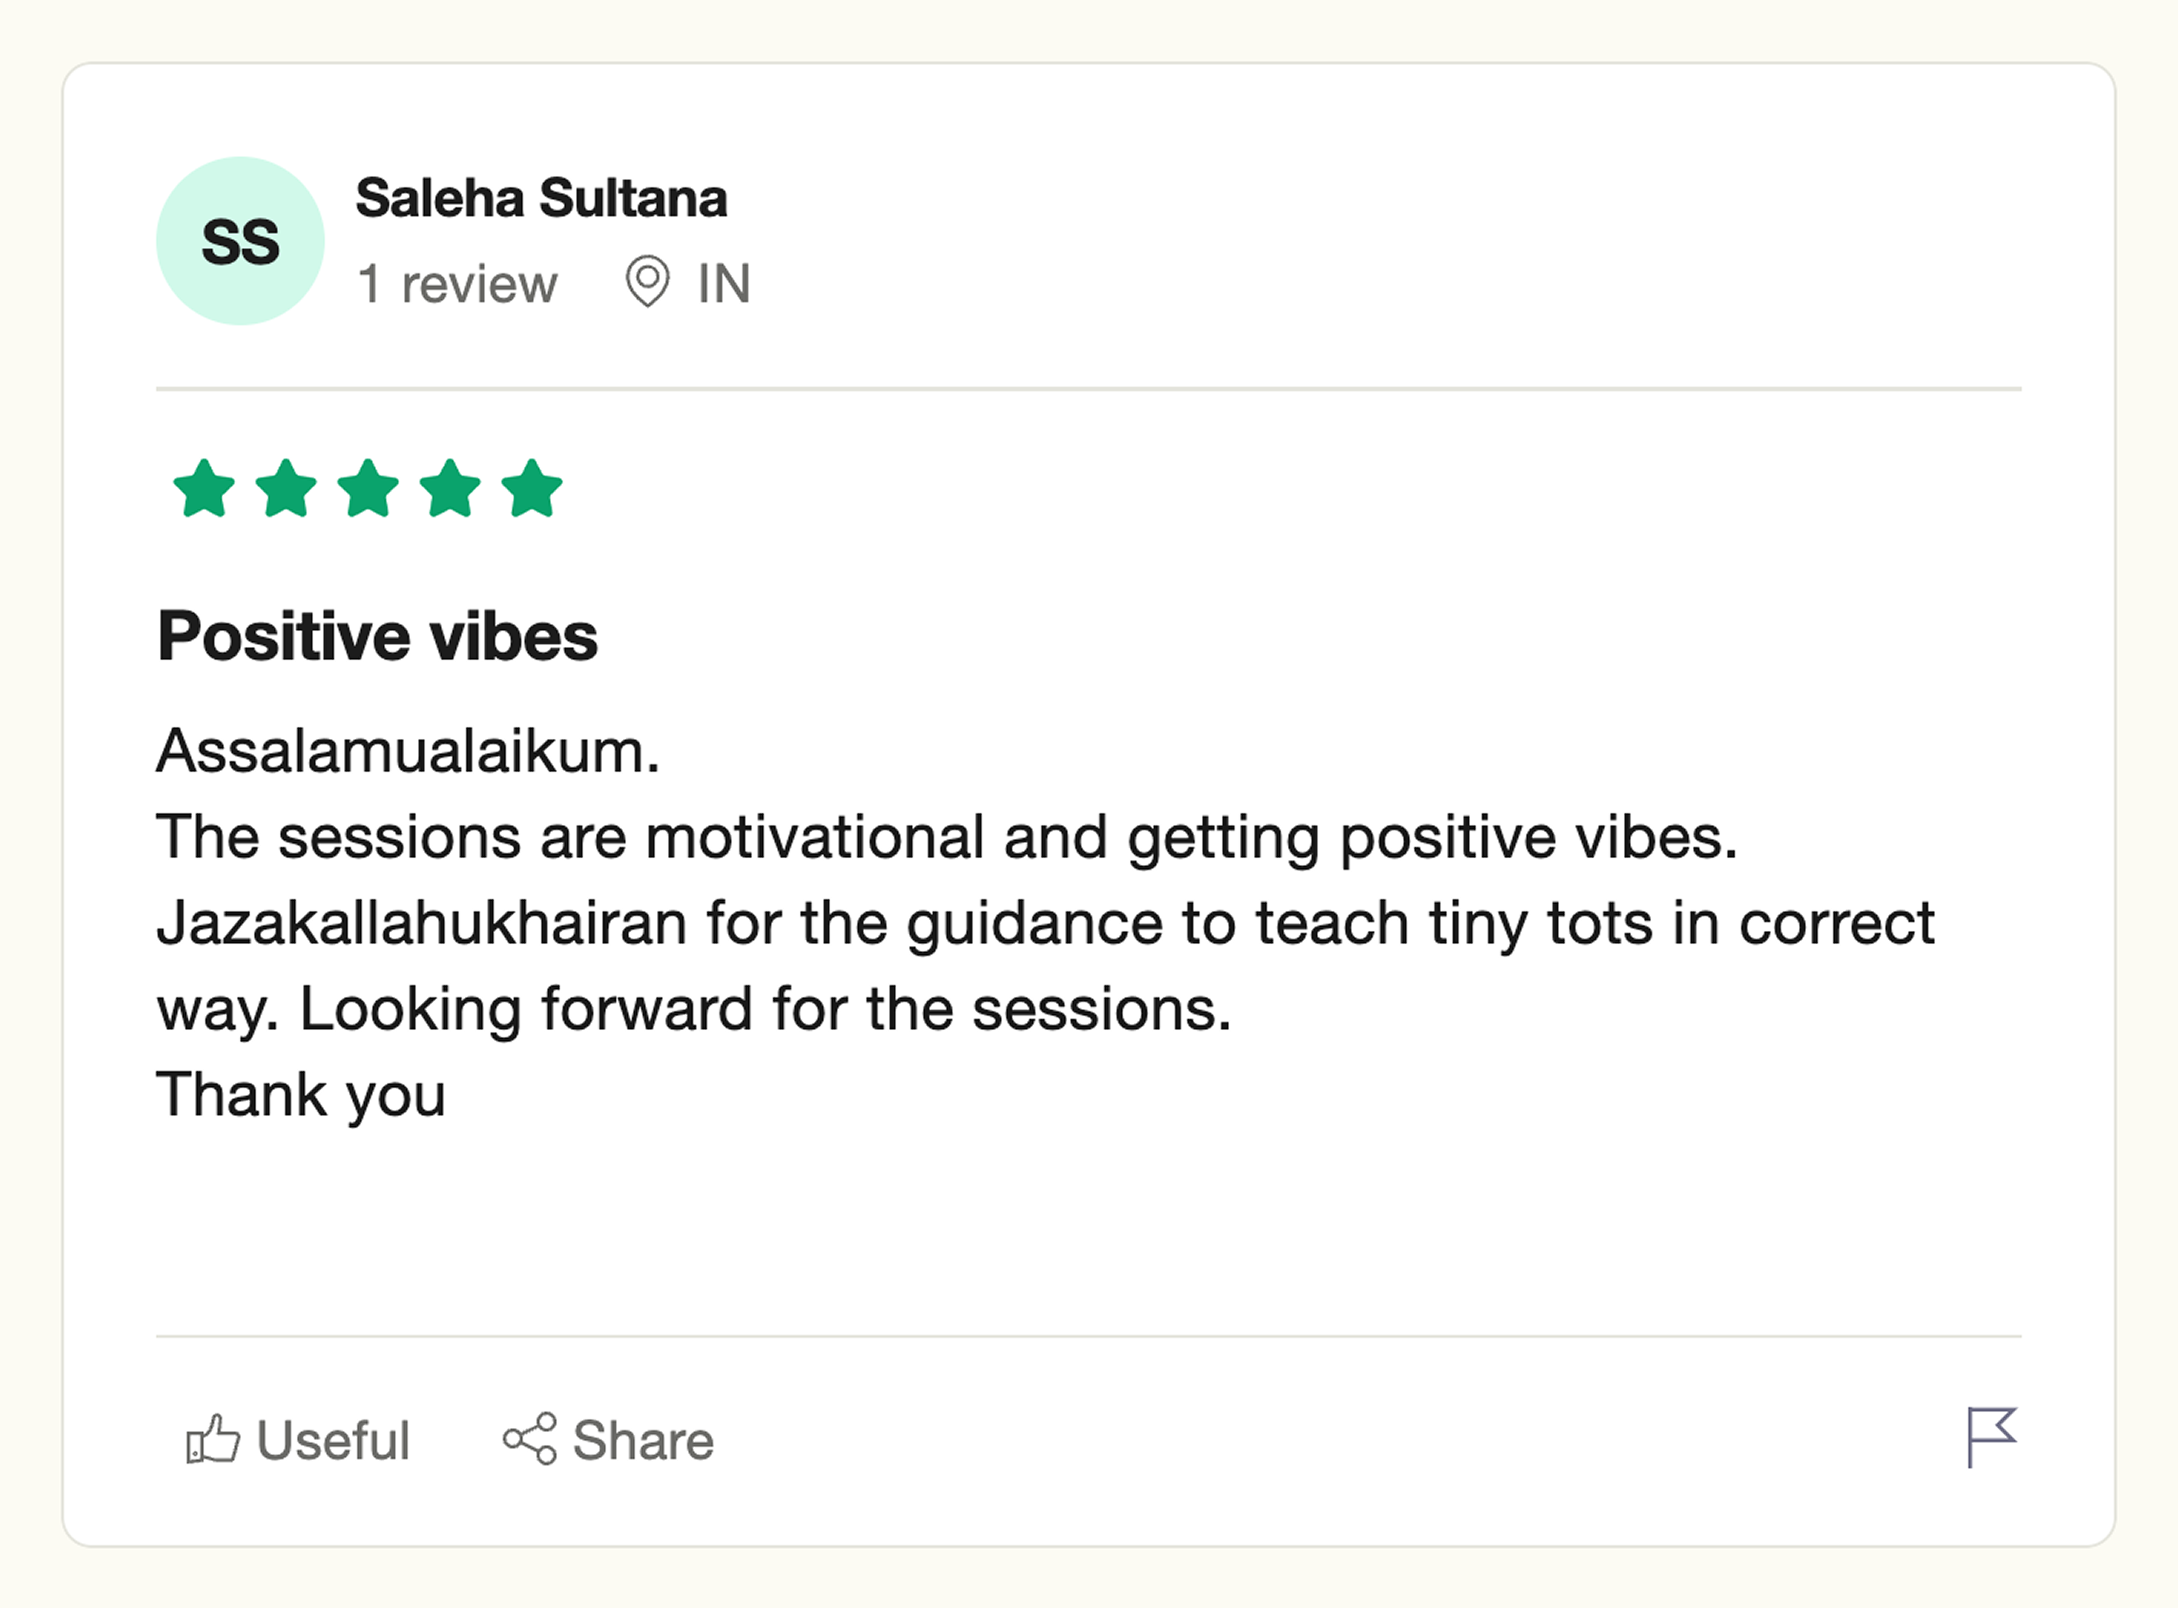 SS
Saleha Sultana
1 review
IN
Positive vibes
Assalamualaikum.
The sessions are motivational and getting positive vibes.
Jazakallahukhairan for the guidance to teach tiny tots in correct
way. Looking forward for the sessions.
Thank you
Useful
Share